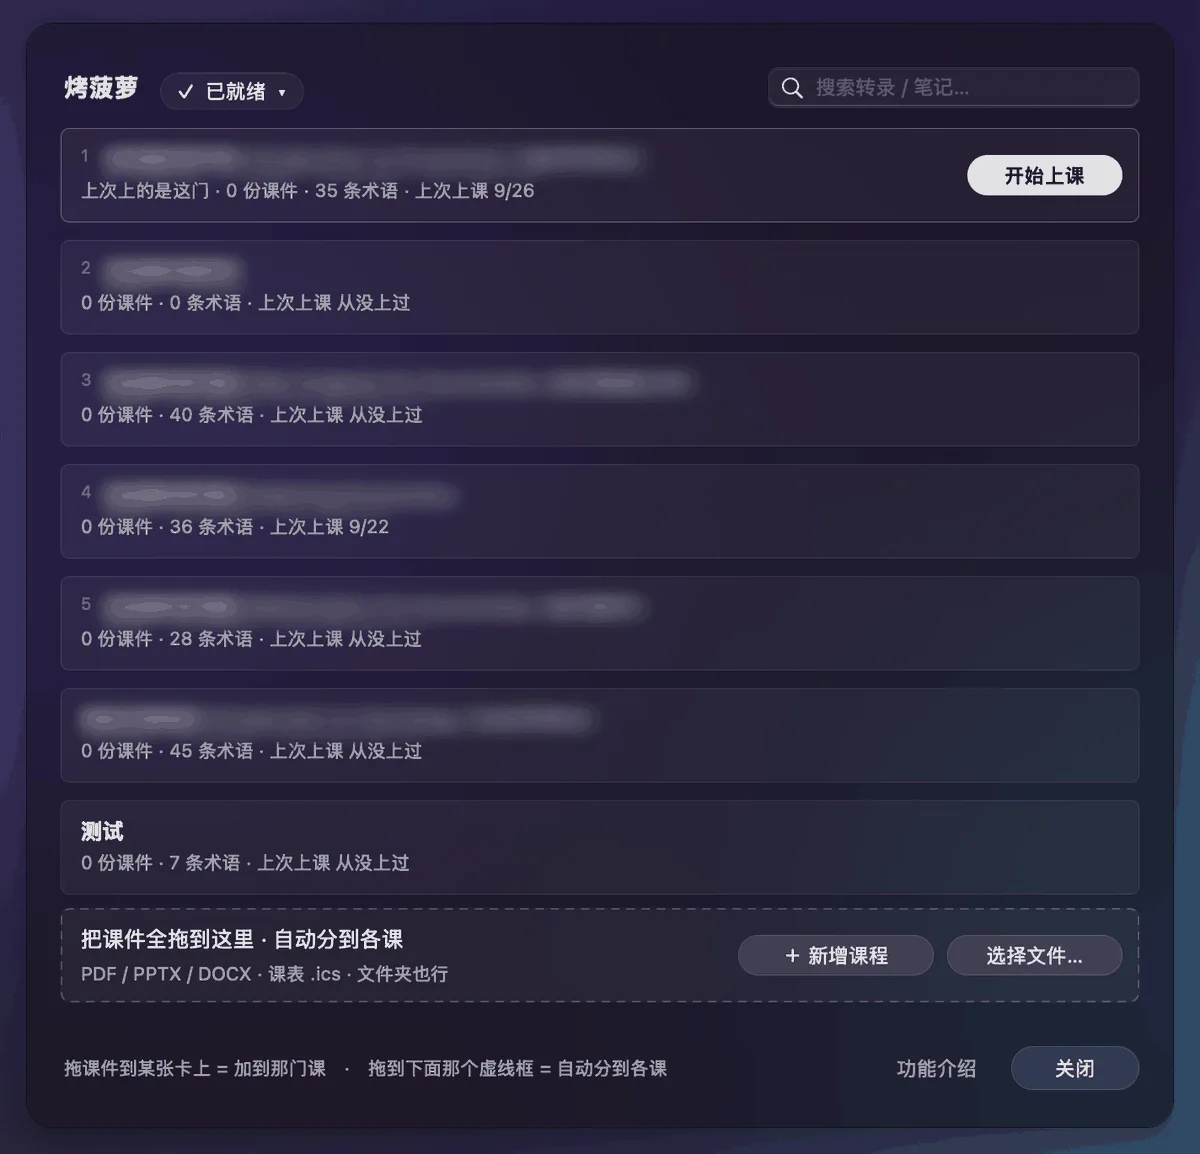 烤菠萝
✓ 已就绪 ▾
搜索转录 / 笔记...
1
上次上的是这门 · 0 份课件 · 35 条术语 · 上次上课 9/26
开始上课
2
0 份课件 · 0 条术语 · 上次上课 从没上过
3
0 份课件 · 40 条术语 · 上次上课 从没上过
4
0 份课件 · 36 条术语 · 上次上课 9/22
5
0 份课件 · 28 条术语 · 上次上课 从没上过
0 份课件 · 45 条术语 · 上次上课 从没上过
测试
0 份课件 · 7 条术语 · 上次上课 从没上过
把课件全拖到这里 · 自动分到各课
PDF / PPTX / DOCX · 课表 .ics · 文件夹也行
+ 新增课程
选择文件...
拖课件到某张卡上 = 加到那门课 · 拖到下面那个虚线框 = 自动分到各课
功能介绍
关闭